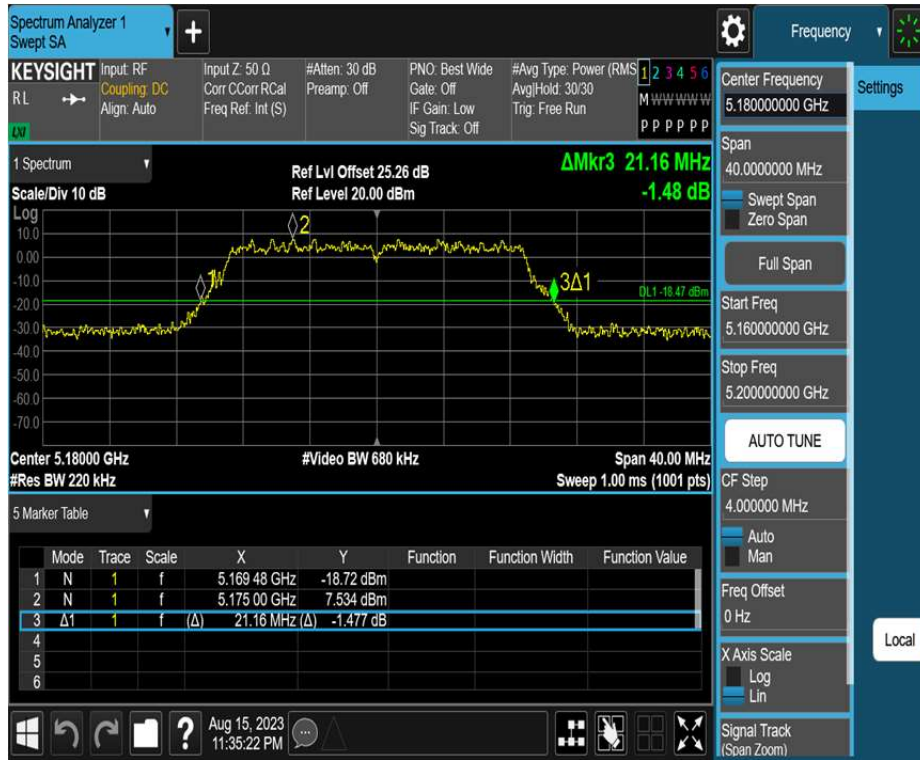 Spectrum Analyzer 1
Swept SA
+
Frequency
KEYSIGHT
RL
LXI
Input: RF
Coupling: DC
Align: Auto
Input Z: 50 Ω
Corr CCorr RCal
Freq Ref: Int (S)
#Atten: 30 dB
Preamp: Off
PNO: Best Wide
Gate: Off
IF Gain: Low
Sig Track: Off
#Avg Type: Power (RMS
Avg|Hold: 30/30
Trig: Free Run
1 2 3 4 5 6
M W W W W W
P P P P P P
Center Frequency
5.180000000 GHz
Settings
Span
40.0000000 MHz
Swept Span
Zero Span
Full Span
Start Freq
5.160000000 GHz
Stop Freq
5.200000000 GHz
AUTO TUNE
CF Step
4.000000 MHz
Auto
Man
Freq Offset
0 Hz
X Axis Scale
Log
Lin
Signal Track
(Span Zoom)
Local
1 Spectrum
Scale/Div 10 dB
Ref Lvl Offset 25.26 dB
Ref Level 20.00 dBm
ΔMkr3 21.16 MHz
-1.48 dB
Log
10.0
0.00
-10.0
-20.0
-30.0
-40.0
-50.0
-60.0
-70.0
2
1
3Δ1
DL1 -18.47 dBm
Center 5.18000 GHz
#Video BW 680 kHz
Span 40.00 MHz
#Res BW 220 kHz
Sweep 1.00 ms (1001 pts)
5 Marker Table
Mode Trace Scale X Y Function Function Width Function Value
1 N 1 f 5.169 48 GHz -18.72 dBm
2 N 1 f 5.175 00 GHz 7.534 dBm
3 Δ1 1 f (Δ) 21.16 MHz (Δ) -1.477 dB
4
5
6
?
Aug 15, 2023
11:35:22 PM